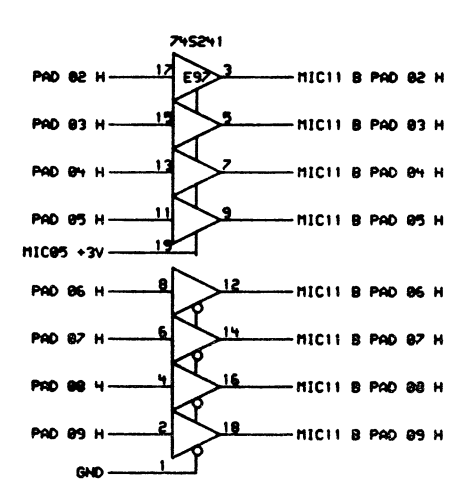 74S241
PAD 02 H 17 E97 3 MIC11 B PAD 02 H
PAD 03 H 15 5 MIC11 B PAD 03 H
PAD 04 H 13 7 MIC11 B PAD 04 H
PAD 05 H 11 9 MIC11 B PAD 05 H
MIC05 +3V 19
PAD 06 H 8 12 MIC11 B PAD 06 H
PAD 07 H 6 14 MIC11 B PAD 07 H
PAD 08 H 4 16 MIC11 B PAD 08 H
PAD 09 H 2 18 MIC11 B PAD 09 H
GND 1